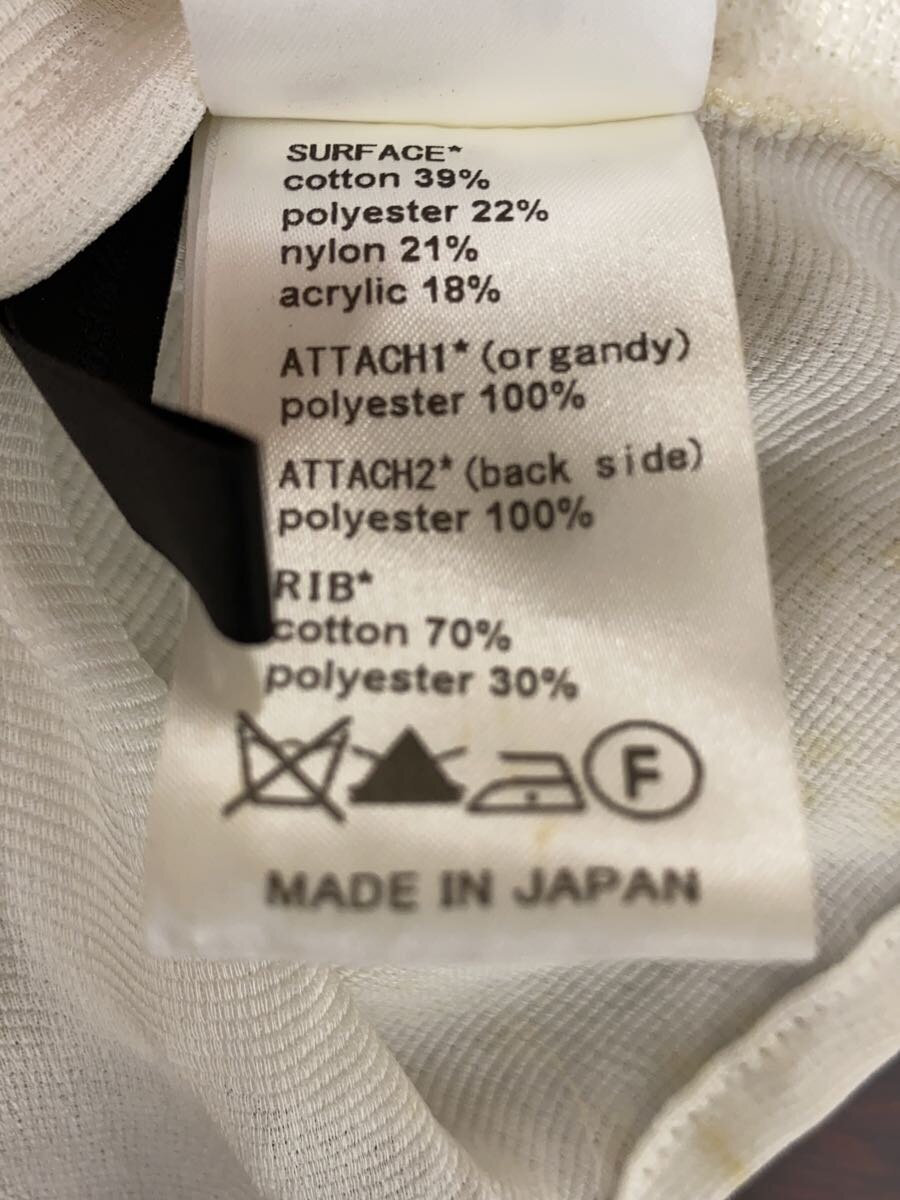 SURFACE*
cotton 39%
polyester 22%
nylon 21%
acrylic 18%
ATTACH1*(organdy)
polyester 100%
ATTACH2*(back side)
polyester 100%
RIB*
cotton 70%
polyester 30%
F
MADE IN JAPAN